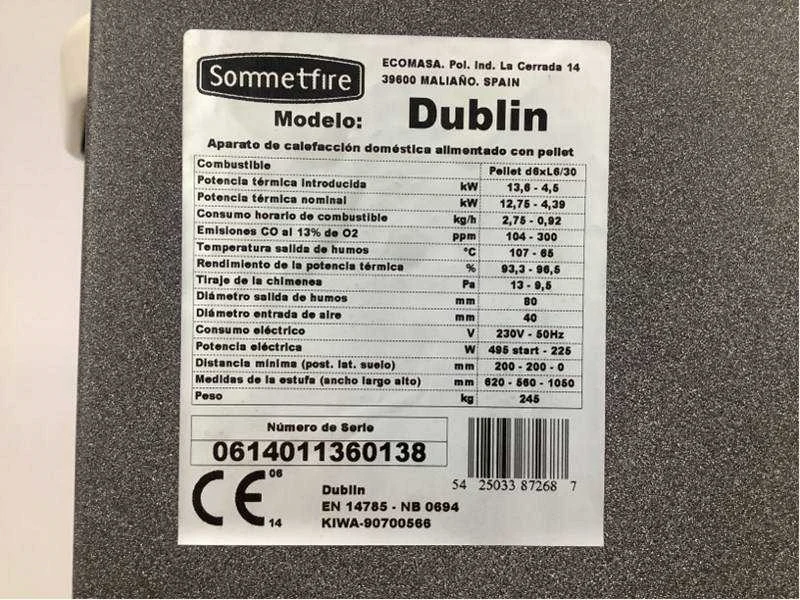 Sommetfire
ECOMASA. Pol. Ind. La Cerrada 14
39600 MALIAÑO. SPAIN
Modelo: Dublin
Aparato de calefacción doméstica alimentado con pellet
Combustible Pellet d6xL6/30
Potencia térmica introducida kW 13,6 - 4,5
Potencia térmica nominal kW 12,75 - 4,39
Consumo horario de combustible kg/h 2,75 - 0,92
Emisiones CO al 13% de O2 ppm 104 - 300
Temperatura salida de humos °C 107 - 65
Rendimiento de la potencia térmica % 93,3 - 96,5
Tiraje de la chimenea Pa 13 - 9,5
Diámetro salida de humos mm 80
Diámetro entrada de aire mm 40
Consumo eléctrico V 230V - 50Hz
Potencia eléctrica W 495 start - 225
Distancia mínima (post. lat. suelo) mm 200 - 200 - 0
Medidas de la estufa (ancho largo alto) mm 620 - 560 - 1050
Peso kg 245
Número de Serie
0614011360138
CE 06 14
Dublin
EN 14785 - NB 0694
KIWA-90700566
54 25033 87268 7